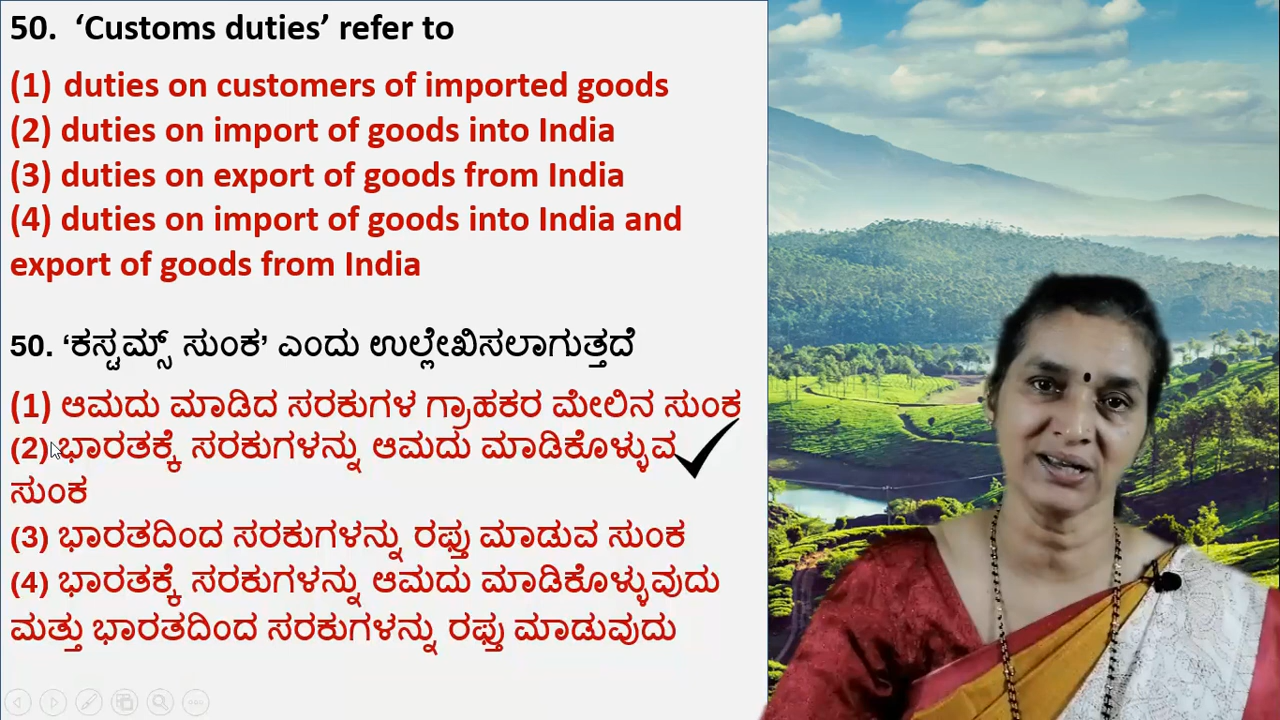 50. ‘Customs duties’ refer to
(1) duties on customers of imported goods
(2) duties on import of goods into India
(3) duties on export of goods from India
(4) duties on import of goods into India and
export of goods from India
50. ‘ಕಸ್ಟಮ್ಸ್ ಸುಂಕ’ ಎಂದು ಉಲ್ಲೇಖಿಸಲಾಗುತ್ತದೆ
(1) ಆಮದು ಮಾಡಿದ ಸರಕುಗಳ ಗ್ರಾಹಕರ ಮೇಲಿನ ಸುಂಕ
(2) ಭಾರತಕ್ಕೆ ಸರಕುಗಳನ್ನು ಆಮದು ಮಾಡಿಕೊಳ್ಳುವ
ಸುಂಕ
(3) ಭಾರತದಿಂದ ಸರಕುಗಳನ್ನು ರಫ್ತು ಮಾಡುವ ಸುಂಕ
(4) ಭಾರತಕ್ಕೆ ಸರಕುಗಳನ್ನು ಆಮದು ಮಾಡಿಕೊಳ್ಳುವುದು
ಮತ್ತು ಭಾರತದಿಂದ ಸರಕುಗಳನ್ನು ರಫ್ತು ಮಾಡುವುದು